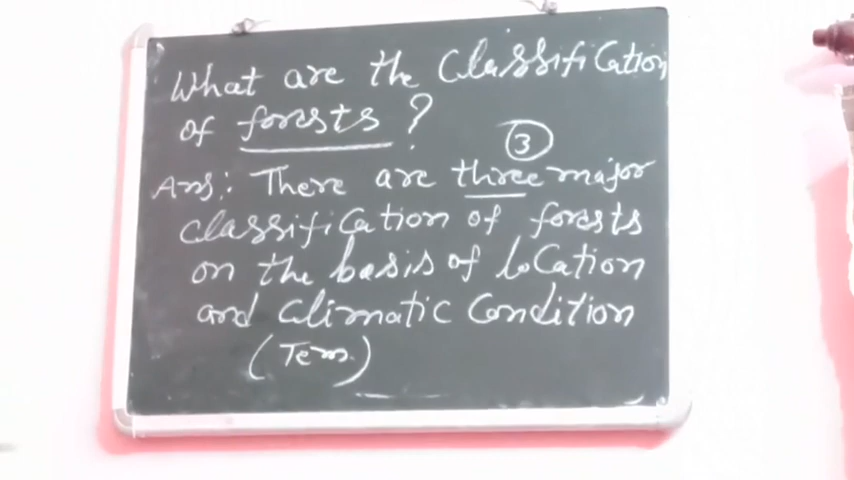 What are the Classification
of forests ?
3
Ans: There are three major
classification of forests
on the basis of location
and Climatic Condition
(Tem.)